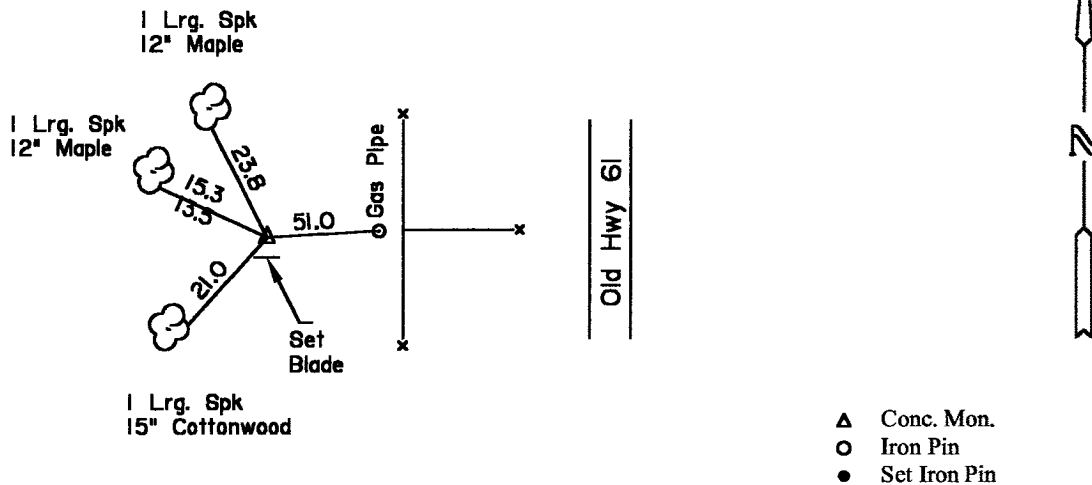 1 Lrg. Spk
12" Maple
1 Lrg. Spk
12" Maple
23.8
15.3
13.5
51.0
Gas Pipe
21.0
Set
Blade
1 Lrg. Spk
15" Cottonwood
Old Hwy 61
N
Conc. Mon.
Iron Pin
Set Iron Pin